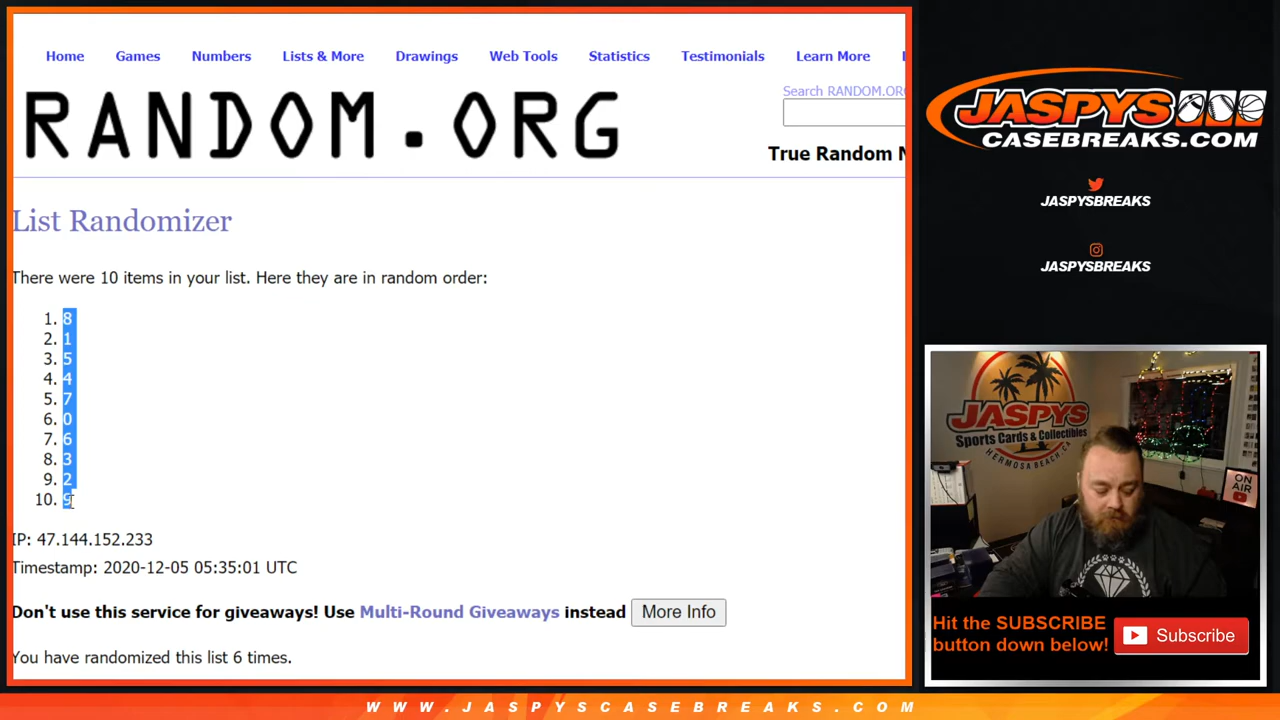 Home Games Numbers Lists & More Drawings Web Tools Statistics Testimonials Learn More
Search RANDOM.ORG
RANDOM.ORG
True Random N
List Randomizer
There were 10 items in your list. Here they are in random order:
1. 8
2. 1
3. 5
4. 4
5. 7
6. 0
7. 6
8. 3
9. 2
10. 9
IP: 47.144.152.233
Timestamp: 2020-12-05 05:35:01 UTC
Don't use this service for giveaways! Use Multi-Round Giveaways instead More Info
You have randomized this list 6 times.
JASPYS
CASEBREAKS.COM
JASPYSBREAKS
JASPYSBREAKS
JASPYS
Sports Cards & Collectibles
HERMOSA BEACH, CA
ON AIR
Hit the SUBSCRIBE
button down below!
Subscribe
WWW.JASPYSCASEBREAKS.COM